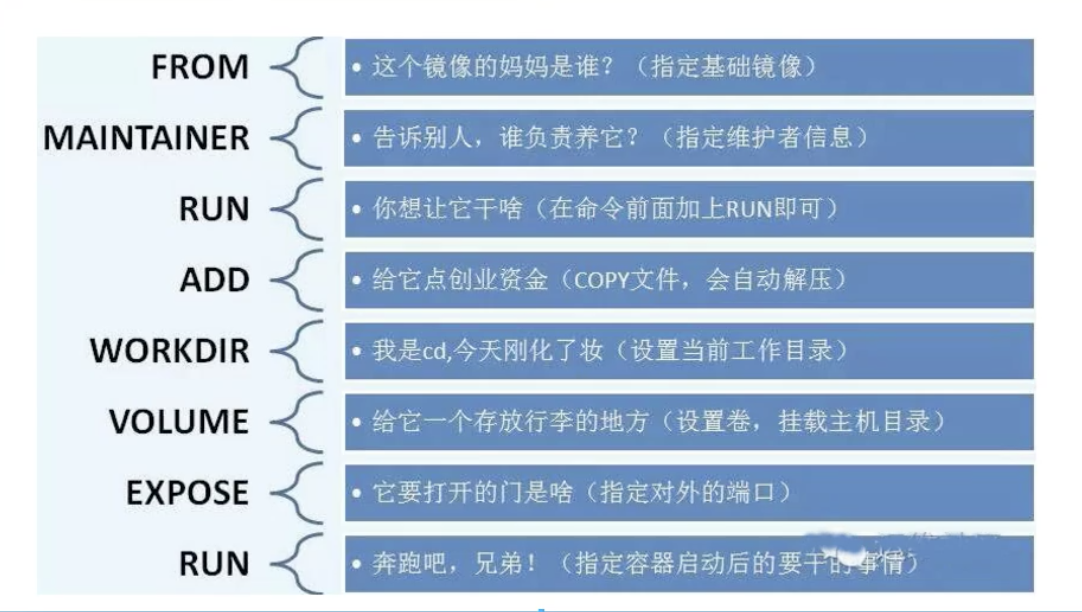 FROM
• 这个镜像的妈妈是谁？（指定基础镜像）
MAINTAINER
• 告诉别人，谁负责养它？（指定维护者信息）
RUN
• 你想让它干啥（在命令前面加上RUN即可）
ADD
• 给它点创业资金（COPY文件，会自动解压）
WORKDIR
• 我是cd,今天刚化了妆（设置当前工作目录）
VOLUME
• 给它一个存放行李的地方（设置卷，挂载主机目录）
EXPOSE
• 它要打开的门是啥（指定对外的端口）
RUN
• 奔跑吧，兄弟！（指定容器启动后的要干的事情）